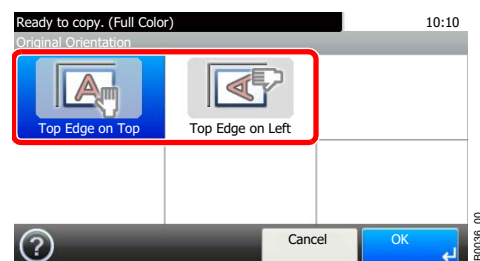 Ready to copy. (Full Color) 10:10
Original Orientation
A A
Top Edge on Top Top Edge on Left
? Cancel OK
B0036_00